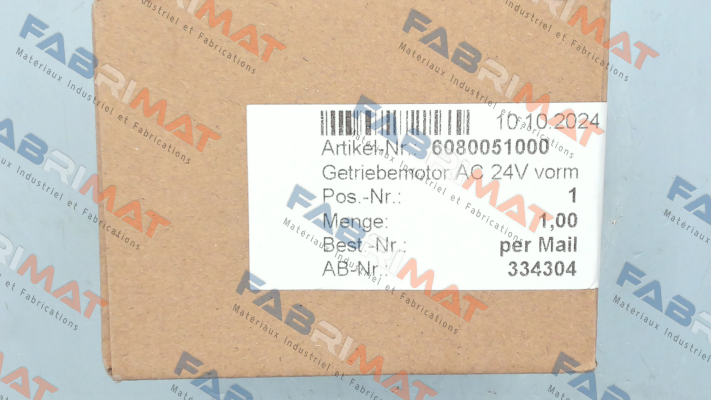 10.10.2024
Artikel-Nr.: 6080051000
Getriebemotor AC 24V vorm
Pos.-Nr.: 1
Menge: 1,00
Best.-Nr.: per Mail
AB-Nr.: 334304
FABRIMAT
Matériaux Industriel et Fabrications